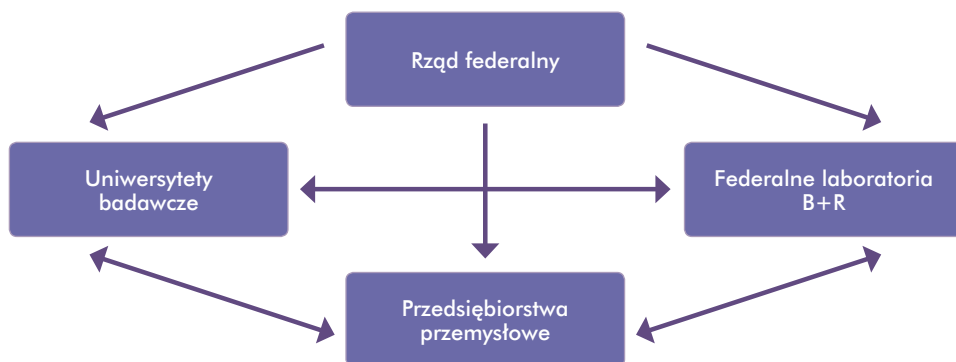 Rząd federalny
Uniwersytety
badawcze
Federalne laboratoria
B+R
Przedsiębiorstwa
przemysłowe